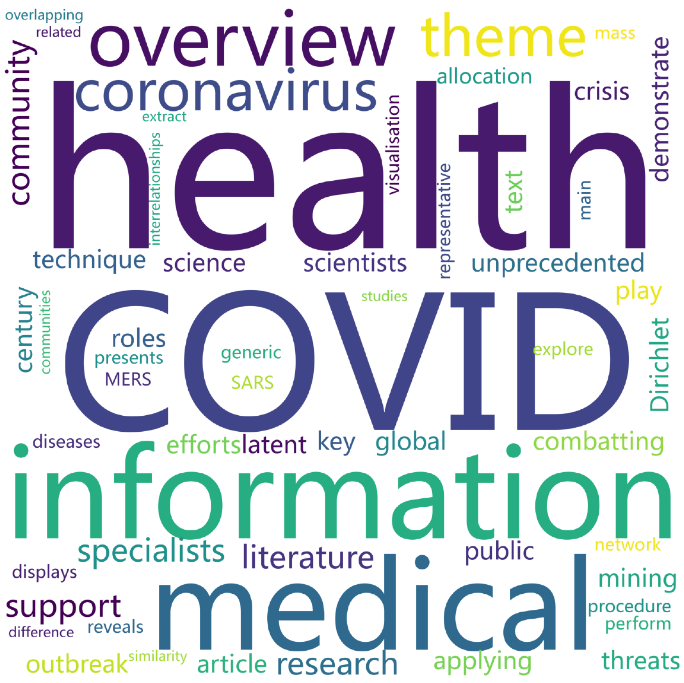 overlapping
related
overview
theme
mass
community
coronavirus
allocation
crisis
demonstrate
extract
health
visualisation
interrelationships
representative
text
main
technique
science
scientists
unprecedented
century
communities
COVID
studies
play
roles
presents
MERS
generic
SARS
explore
Dirichlet
diseases
efforts
latent
key
global
combatting
information
specialists
literature
public
network
displays
medical
mining
support
procedure
difference
reveals
perform
outbreak
similarity
article
research
applying
threats